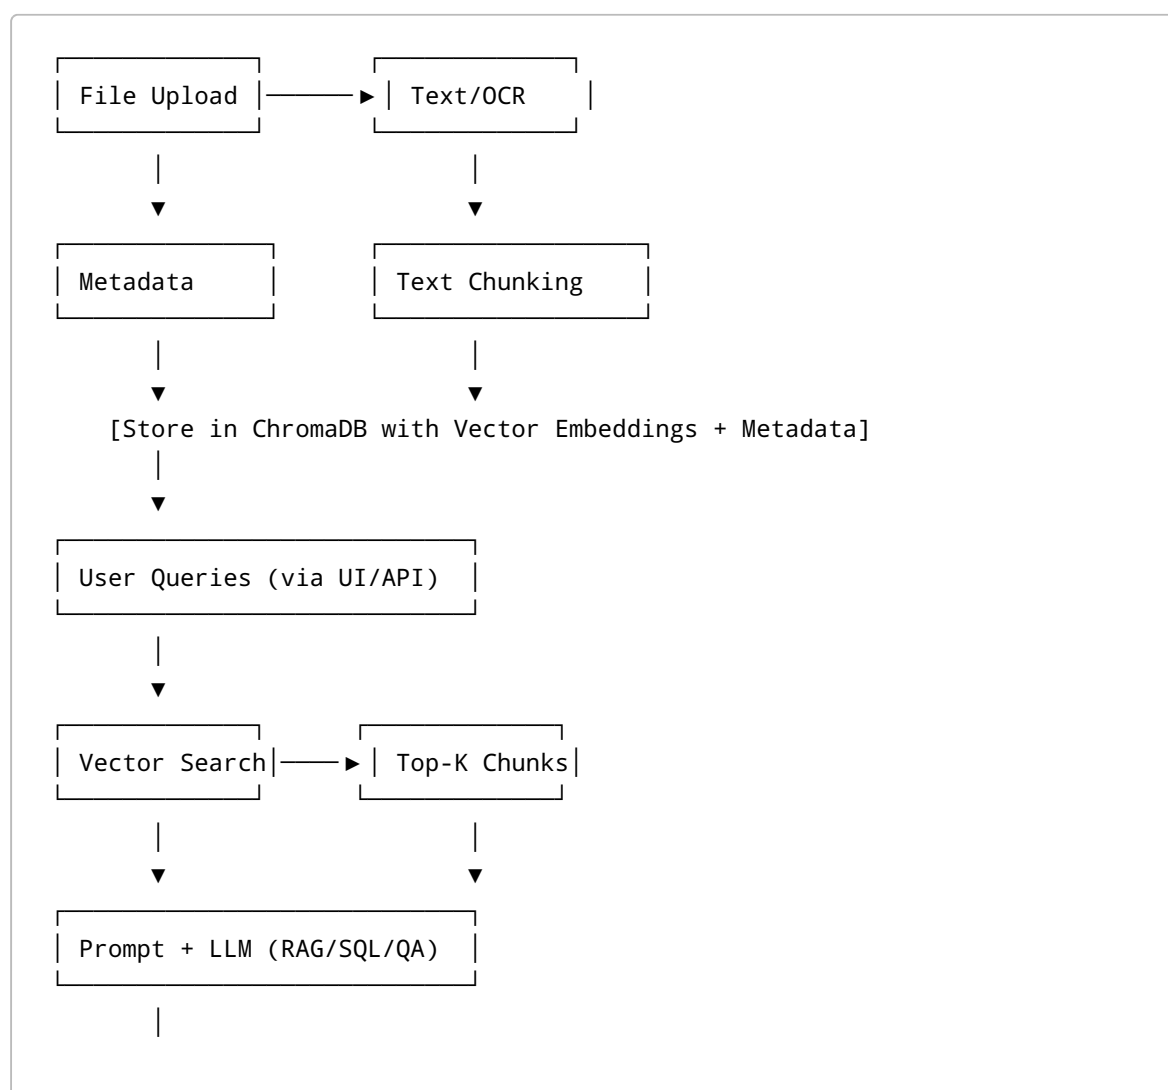 File Upload Text/OCR
Metadata Text Chunking
[Store in ChromaDB with Vector Embeddings + Metadata]
User Queries (via UI/API)
Vector Search Top-K Chunks
Prompt + LLM (RAG/SQL/QA)